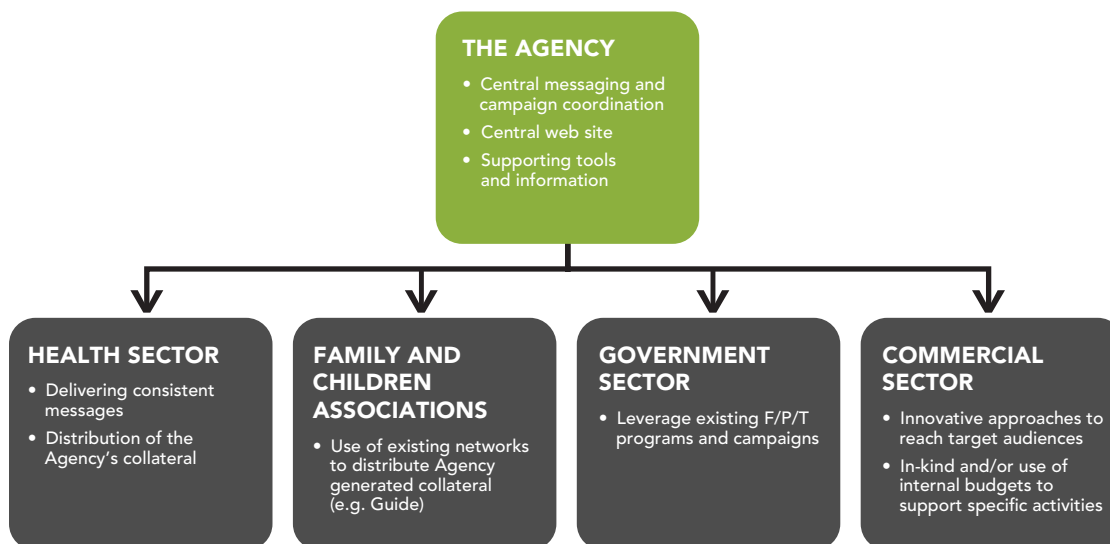 THE AGENCY
• Central messaging and
campaign coordination
• Central web site
• Supporting tools
and information
HEALTH SECTOR
• Delivering consistent
messages
• Distribution of the
Agency’s collateral
FAMILY AND
CHILDREN
ASSOCIATIONS
• Use of existing networks
to distribute Agency
generated collateral
(e.g. Guide)
GOVERNMENT
SECTOR
• Leverage existing F/P/T
programs and campaigns
COMMERCIAL
SECTOR
• Innovative approaches to
reach target audiences
• In-kind and/or use of
internal budgets to
support specific activities